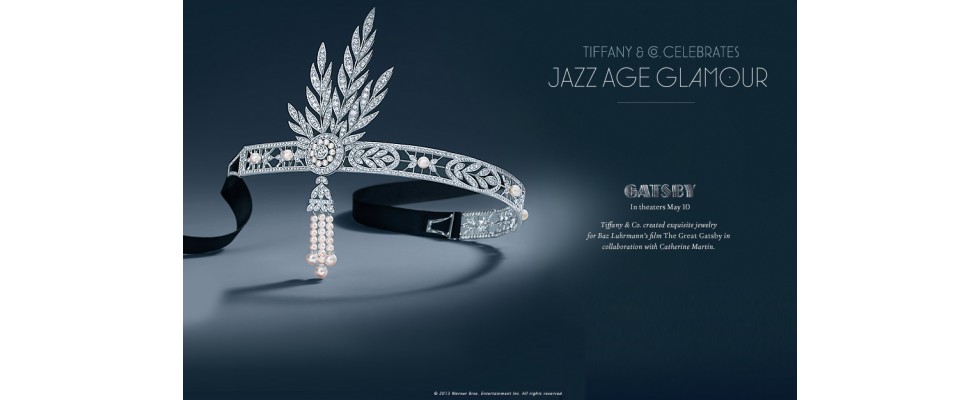 TIFFANY & CO. CELEBRATES
JAZZ AGE GLAMOUR
GATSBY
In theaters May 10
Tiffany & Co. created exquisite jewelry
for Baz Luhrmann's film The Great Gatsby in
collaboration with Catherine Martin.
© 2013 Warner Bros. Entertainment Inc. All rights reserved